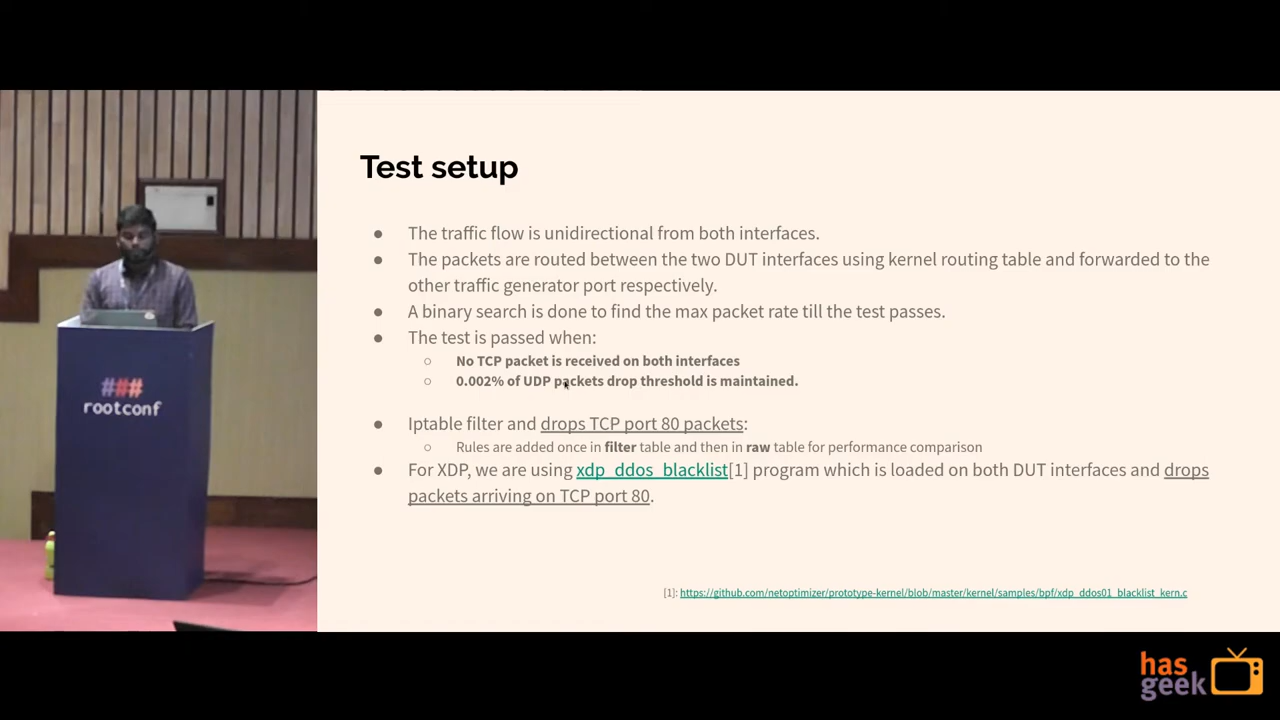 Test setup
● The traffic flow is unidirectional from both interfaces.
● The packets are routed between the two DUT interfaces using kernel routing table and forwarded to the
other traffic generator port respectively.
● A binary search is done to find the max packet rate till the test passes.
● The test is passed when:
○ No TCP packet is received on both interfaces
○ 0.002% of UDP packets drop threshold is maintained.
● Iptable filter and drops TCP port 80 packets:
○ Rules are added once in filter table and then in raw table for performance comparison
● For XDP, we are using xdp_ddos_blacklist[1] program which is loaded on both DUT interfaces and drops
packets arriving on TCP port 80.
[1]: https://github.com/netoptimizer/prototype-kernel/blob/master/kernel/samples/bpf/xdp_ddos01_blacklist_kern.c
###
rootconf
has
geek